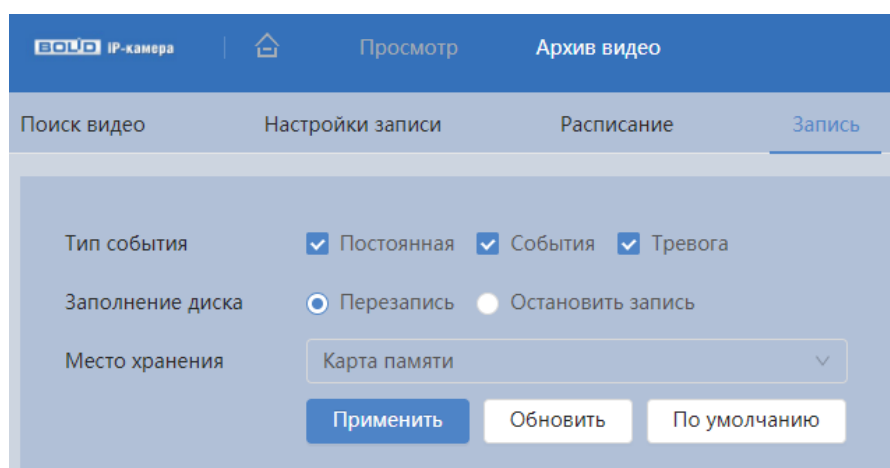 BOLID IP-камера Просмотр Архив видео
Поиск видео Настройки записи Расписание Запись
Тип события Постоянная События Тревога
Заполнение диска Перезапись Остановить запись
Место хранения Карта памяти
Применить Обновить По умолчанию